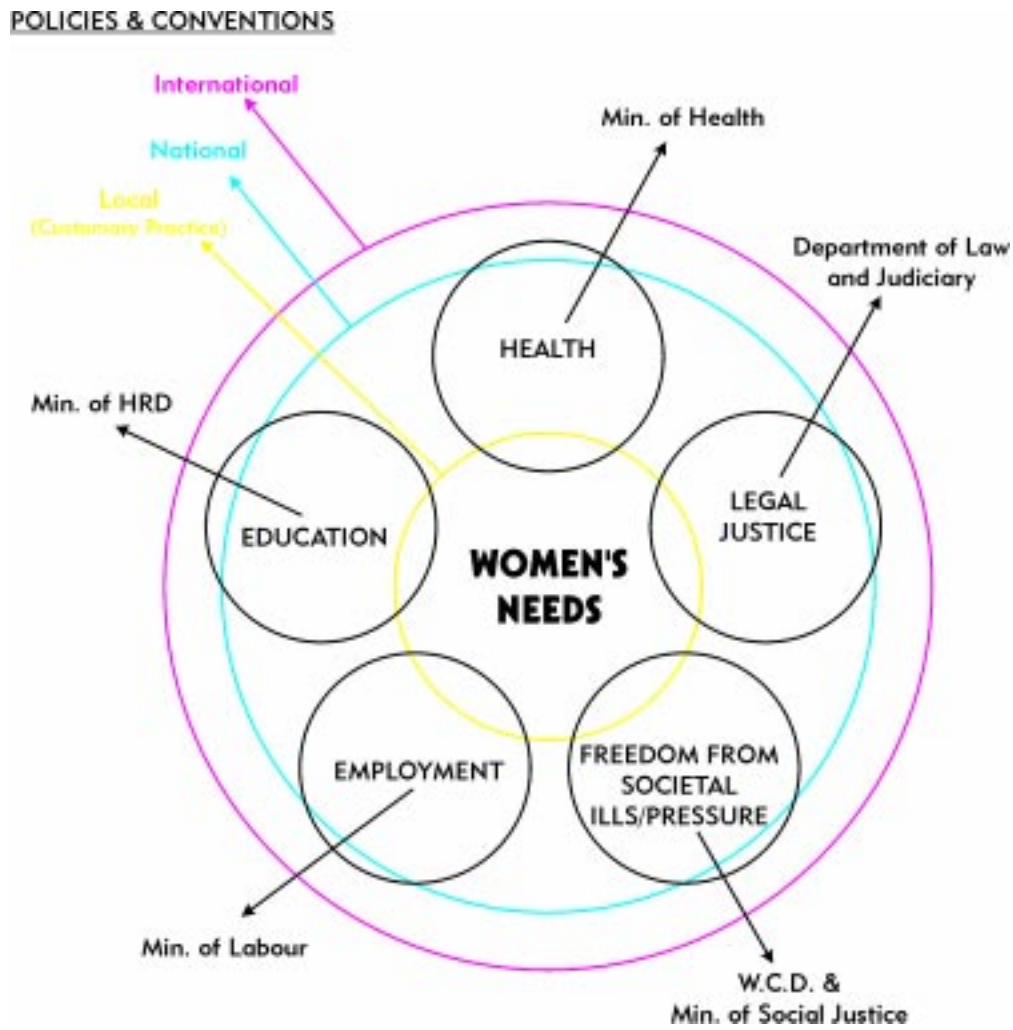 POLICIES & CONVENTIONS
International
National
Local
(Customary Practice)
Min. of Health
Department of Law
and Judiciary
Min. of HRD
HEALTH
LEGAL
JUSTICE
EDUCATION
WOMEN'S
NEEDS
EMPLOYMENT
FREEDOM FROM
SOCIETAL
ILLS/PRESSURE
Min. of Labour
W.C.D. &
Min. of Social Justice